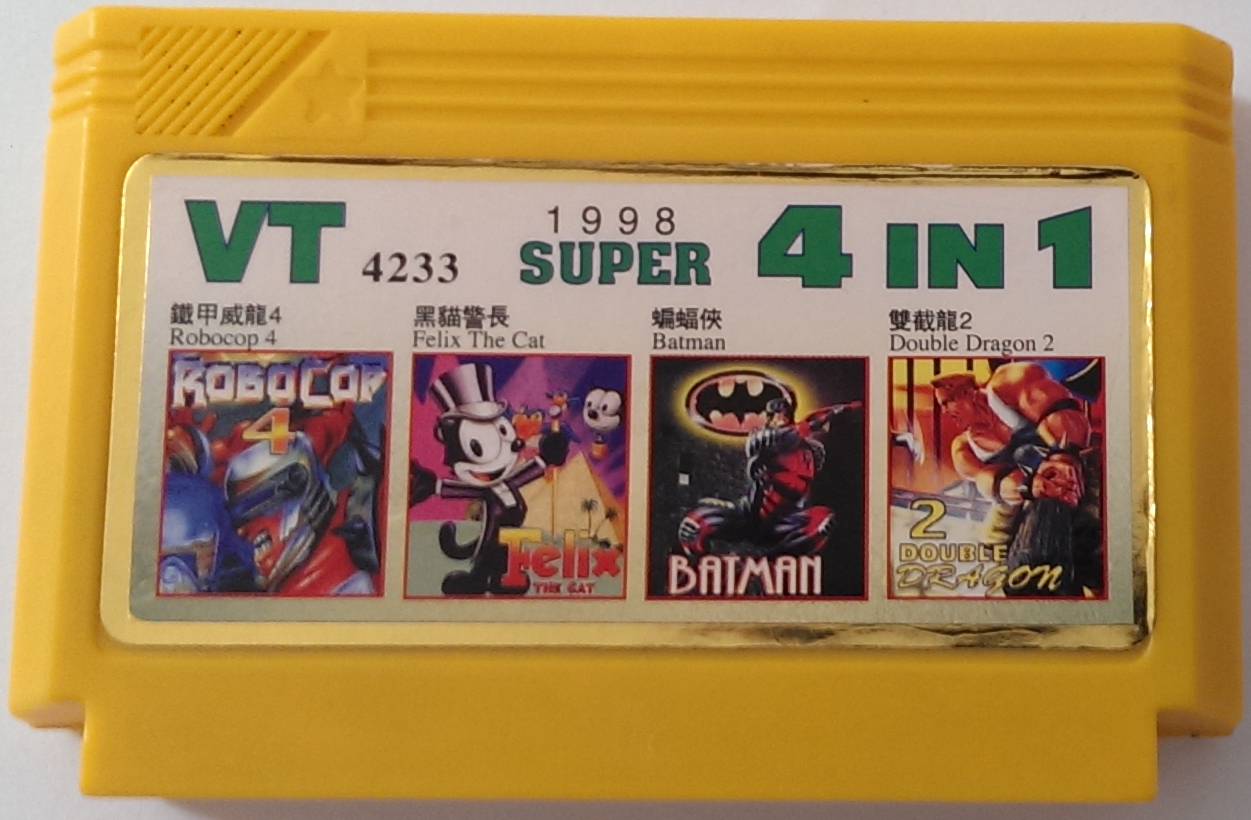 VT 4233 1998 SUPER 4 IN 1
鐵甲威龍4
Robocop 4
黑貓警長
Felix The Cat
蝙蝠俠
Batman
雙截龍2
Double Dragon 2
ROBOCOP
4
Felix
THE CAT
BATMAN
2
DOUBLE
DRAGON